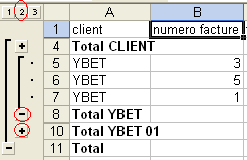 1 2 3 A B
1 client numero facture
4 Total CLIENT
5 YBET 3
6 YBET 5
7 YBET 1
8 Total YBET
10 Total YBET 01
11 Total